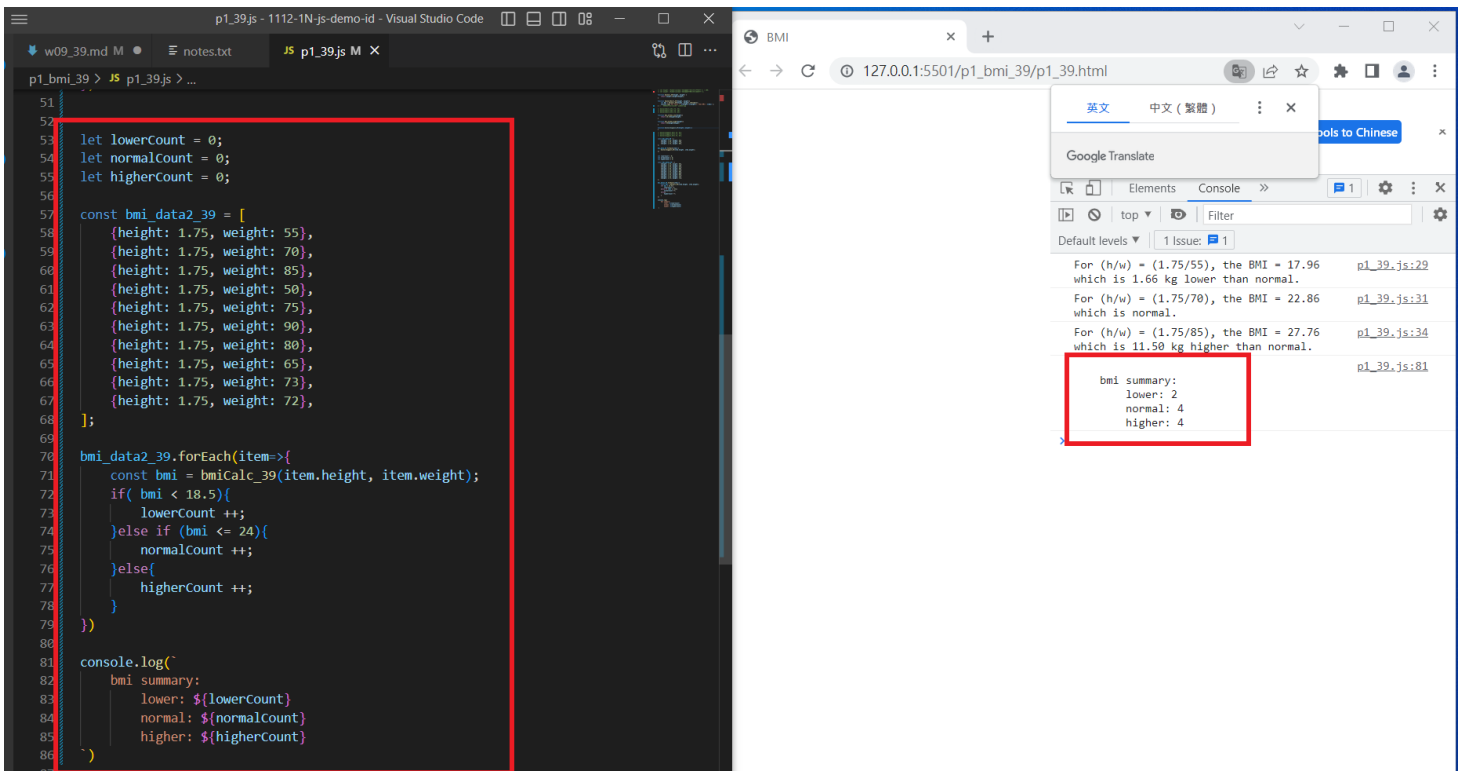 p1_39.js - 1112-1N-js-demo-id - Visual Studio Code
w09_39.md M
notes.txt
JS p1_39.js M
p1_bmi_39 > JS p1_39.js > ...
51
52
53 let lowerCount = 0;
54 let normalCount = 0;
55 let higherCount = 0;
56
57 const bmi_data2_39 = [
58 {height: 1.75, weight: 55},
59 {height: 1.75, weight: 70},
60 {height: 1.75, weight: 85},
61 {height: 1.75, weight: 50},
62 {height: 1.75, weight: 75},
63 {height: 1.75, weight: 90},
64 {height: 1.75, weight: 80},
65 {height: 1.75, weight: 65},
66 {height: 1.75, weight: 73},
67 {height: 1.75, weight: 72},
68 ];
69
70 bmi_data2_39.forEach(item=>{
71 const bmi = bmiCalc_39(item.height, item.weight);
72 if( bmi < 18.5){
73 lowerCount ++;
74 }else if (bmi <= 24){
75 normalCount ++;
76 }else{
77 higherCount ++;
78 }
79 })
80
81 console.log(`
82 bmi summary:
83 lower: ${lowerCount}
84 normal: ${normalCount}
85 higher: ${higherCount}
86 `)
BMI
127.0.0.1:5501/p1_bmi_39/p1_39.html
英文 中文（繁體）
ools to Chinese
Google Translate
Elements Console » 1
top ▼ Filter
Default levels ▼ 1 Issue: 1
For (h/w) = (1.75/55), the BMI = 17.96 p1_39.js:29
which is 1.66 kg lower than normal.
For (h/w) = (1.75/70), the BMI = 22.86 p1_39.js:31
which is normal.
For (h/w) = (1.75/85), the BMI = 27.76 p1_39.js:34
which is 11.50 kg higher than normal.
p1_39.js:81
bmi summary:
lower: 2
normal: 4
higher: 4